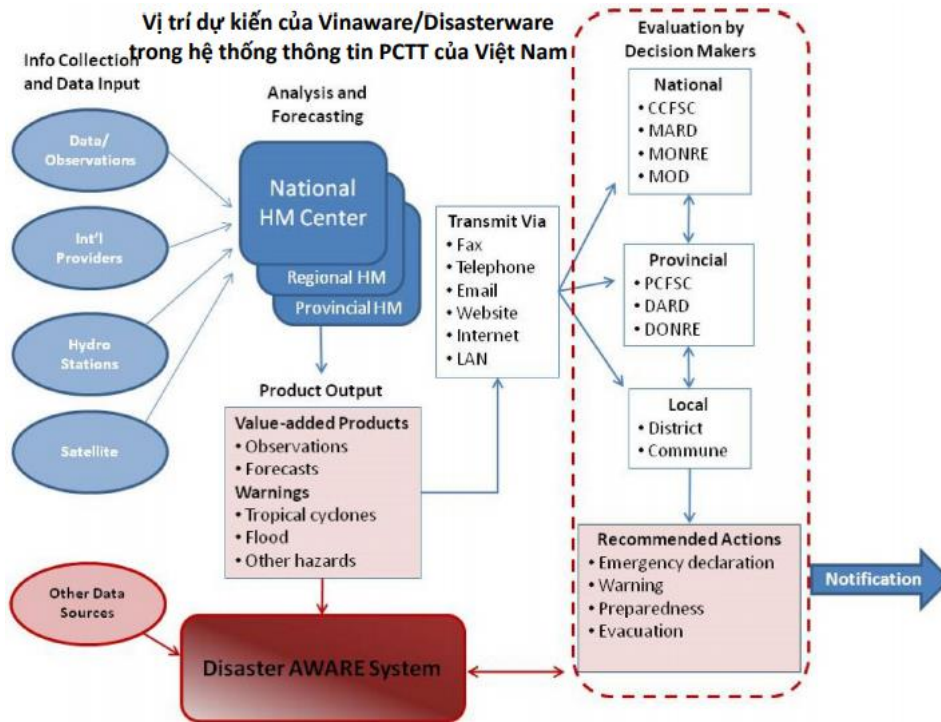 Vị trí dự kiến của Vinaware/Disasterware
trong hệ thống thông tin PCTT của Việt Nam
Info Collection
and Data Input
Data/
Observations
Int'l
Providers
Hydro
Stations
Satellite
Other Data
Sources
Analysis and
Forecasting
National
HM Center
Regional HM
Provincial HM
Product Output
Value-added Products
• Observations
• Forecasts
Warnings
• Tropical cyclones
• Flood
• Other hazards
Disaster AWARE System
Transmit Via
• Fax
• Telephone
• Email
• Website
• Internet
• LAN
Evaluation by
Decision Makers
National
• CCFSC
• MARD
• MONRE
• MOD
Provincial
• PCFSC
• DARD
• DONRE
Local
• District
• Commune
Recommended Actions
• Emergency declaration
• Warning
• Preparedness
• Evacuation
Notification